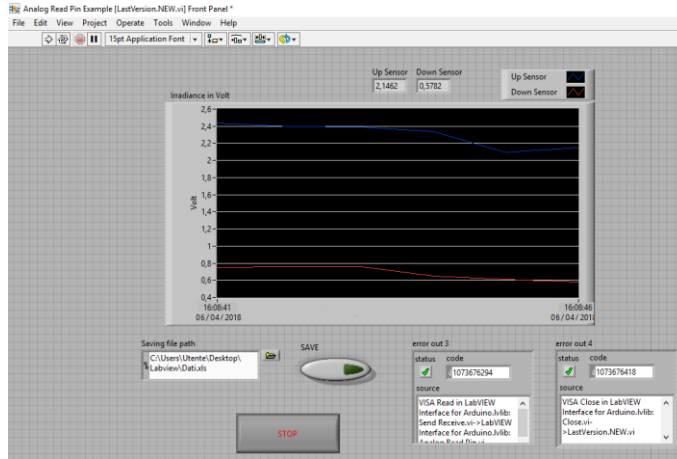 Analog Read Pin Example [LastVersion.NEW.vi] Front Panel *
File Edit View Project Operate Tools Window Help
15pt Application Font
Up Sensor Down Sensor
2,1462 0,5782
Up Sensor
Down Sensor
Irradiance in Volt
2,6
2,4
2,2
2
1,8
1,6
1,4
1,2
1
0,8
0,6
0,4
Volt
16:08:41 16:08:46
06/04/2018 06/04/201
Saving file path
C:\Users\Utente\Desktop\
Labview\Dati.xls
SAVE
STOP
error out 3
status code
1073676294
source
VISA Read in LabVIEW
Interface for Arduino.lvlib:
Send Receive.vi->LabVIEW
Interface for Arduino.lvlib:
Analog Read Pin.vi
error out 4
status code
1073676418
source
VISA Close in LabVIEW
Interface for Arduino.lvlib:
Close.vi-
>LastVersion.NEW.vi